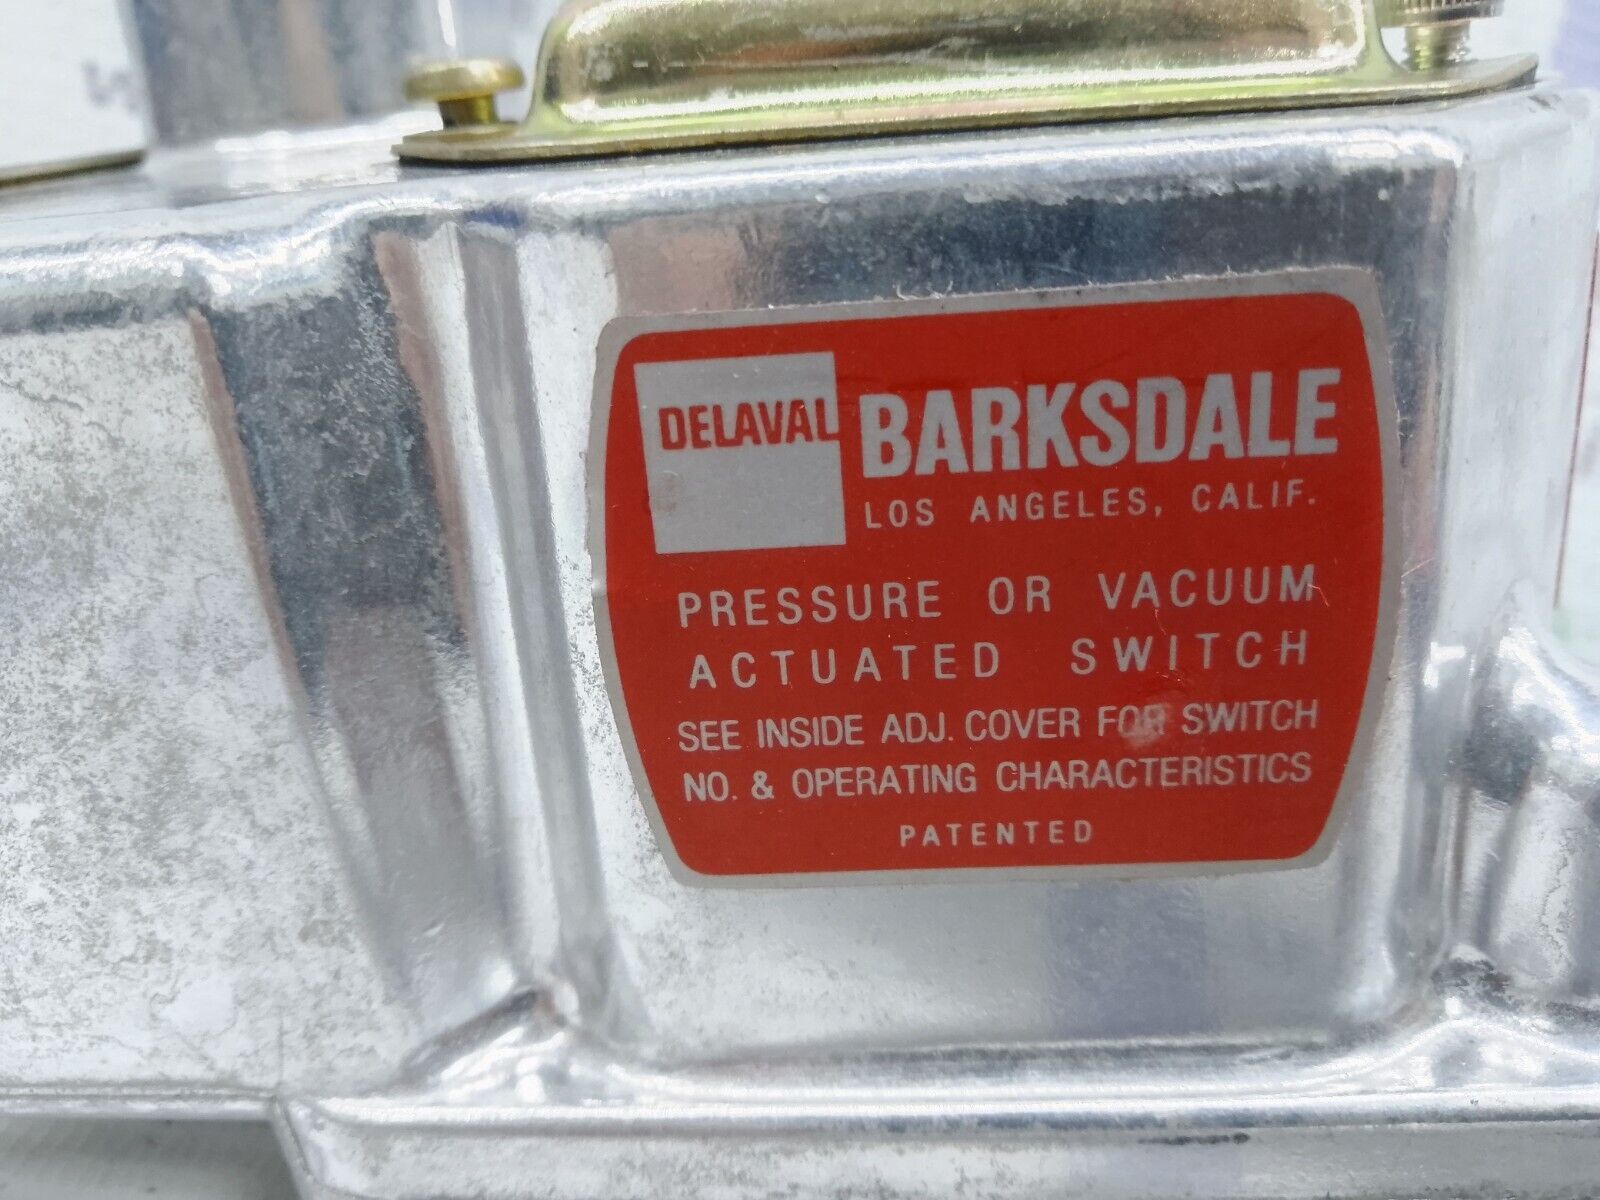 DELAVAL
BARKSDALE
LOS ANGELES, CALIF.
PRESSURE OR VACUUM
ACTUATED SWITCH
SEE INSIDE ADJ. COVER FOR SWITCH
NO. & OPERATING CHARACTERISTICS
PATENTED